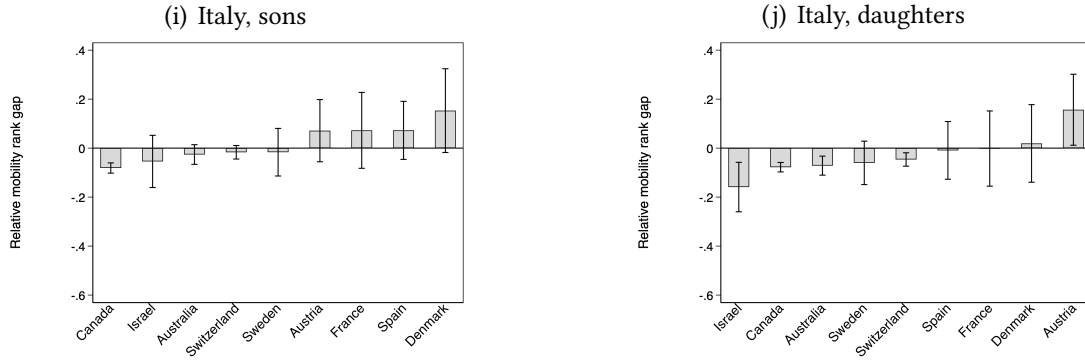 (i) Italy, sons
Relative mobility rank gap
.4
.2
0
-.2
-.4
-.6
Canada
Israel
Australia
Switzerland
Sweden
Austria
France
Spain
Denmark
(j) Italy, daughters
Relative mobility rank gap
.4
.2
0
-.2
-.4
-.6
Israel
Canada
Australia
Sweden
Switzerland
Spain
France
Denmark
Austria